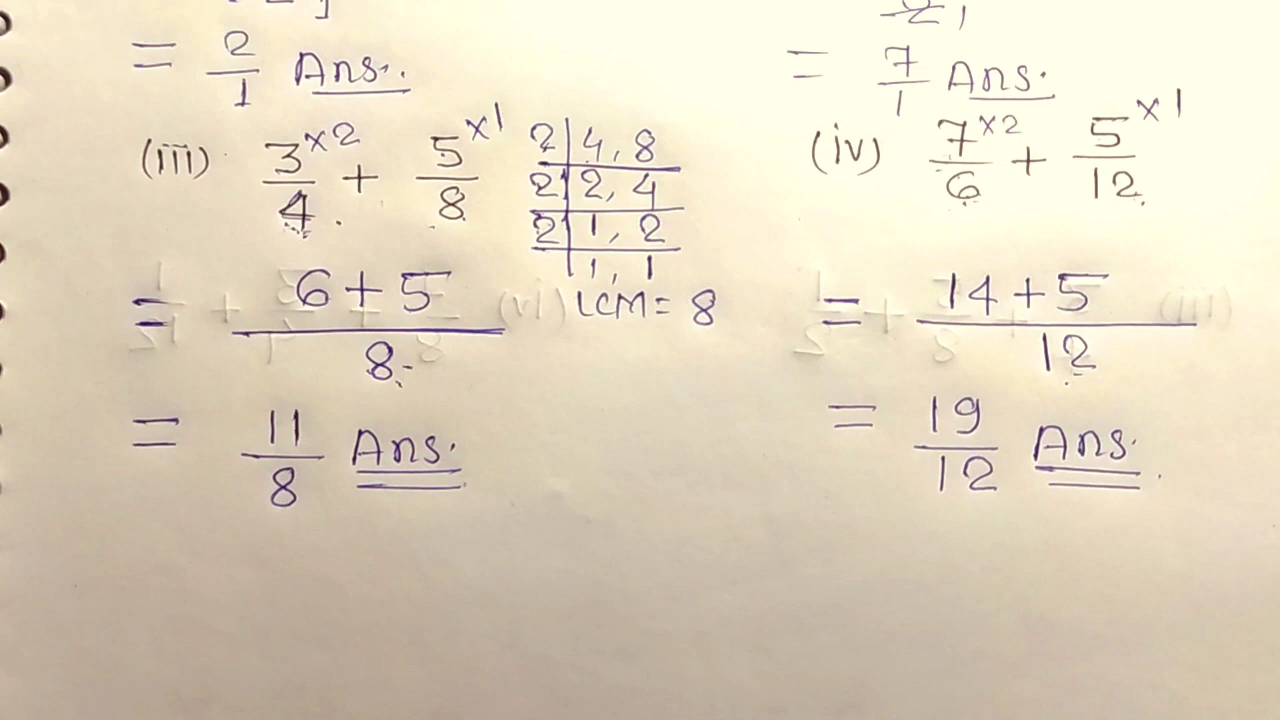 = 2/1 Ans.
(iii) 3/4 ×2 + 5/8 ×1
2 | 4, 8
2 | 2, 4
2 | 1, 2
1, 1
LCM = 8
= 6 + 5 / 8
= 11/8 Ans.
= 7/1 Ans.
(iv) 7/6 ×2 + 5/12 ×1
= 14 + 5 / 12
= 19/12 Ans.